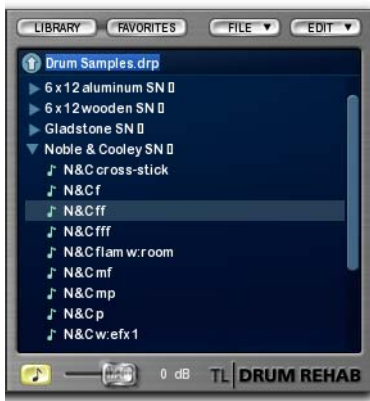 LIBRARY FAVORITES FILE ▼ EDIT ▼
Drum Samples.drp
6 x 12 aluminum SN ▯
6 x 12 wooden SN ▯
Gladstone SN ▯
Noble & Cooley SN ▯
N&C cross-stick
N&C f
N&C ff
N&C fff
N&C flam w:room
N&C mf
N&C mp
N&C p
N&C w:efx 1
0 dB TL DRUM REHAB